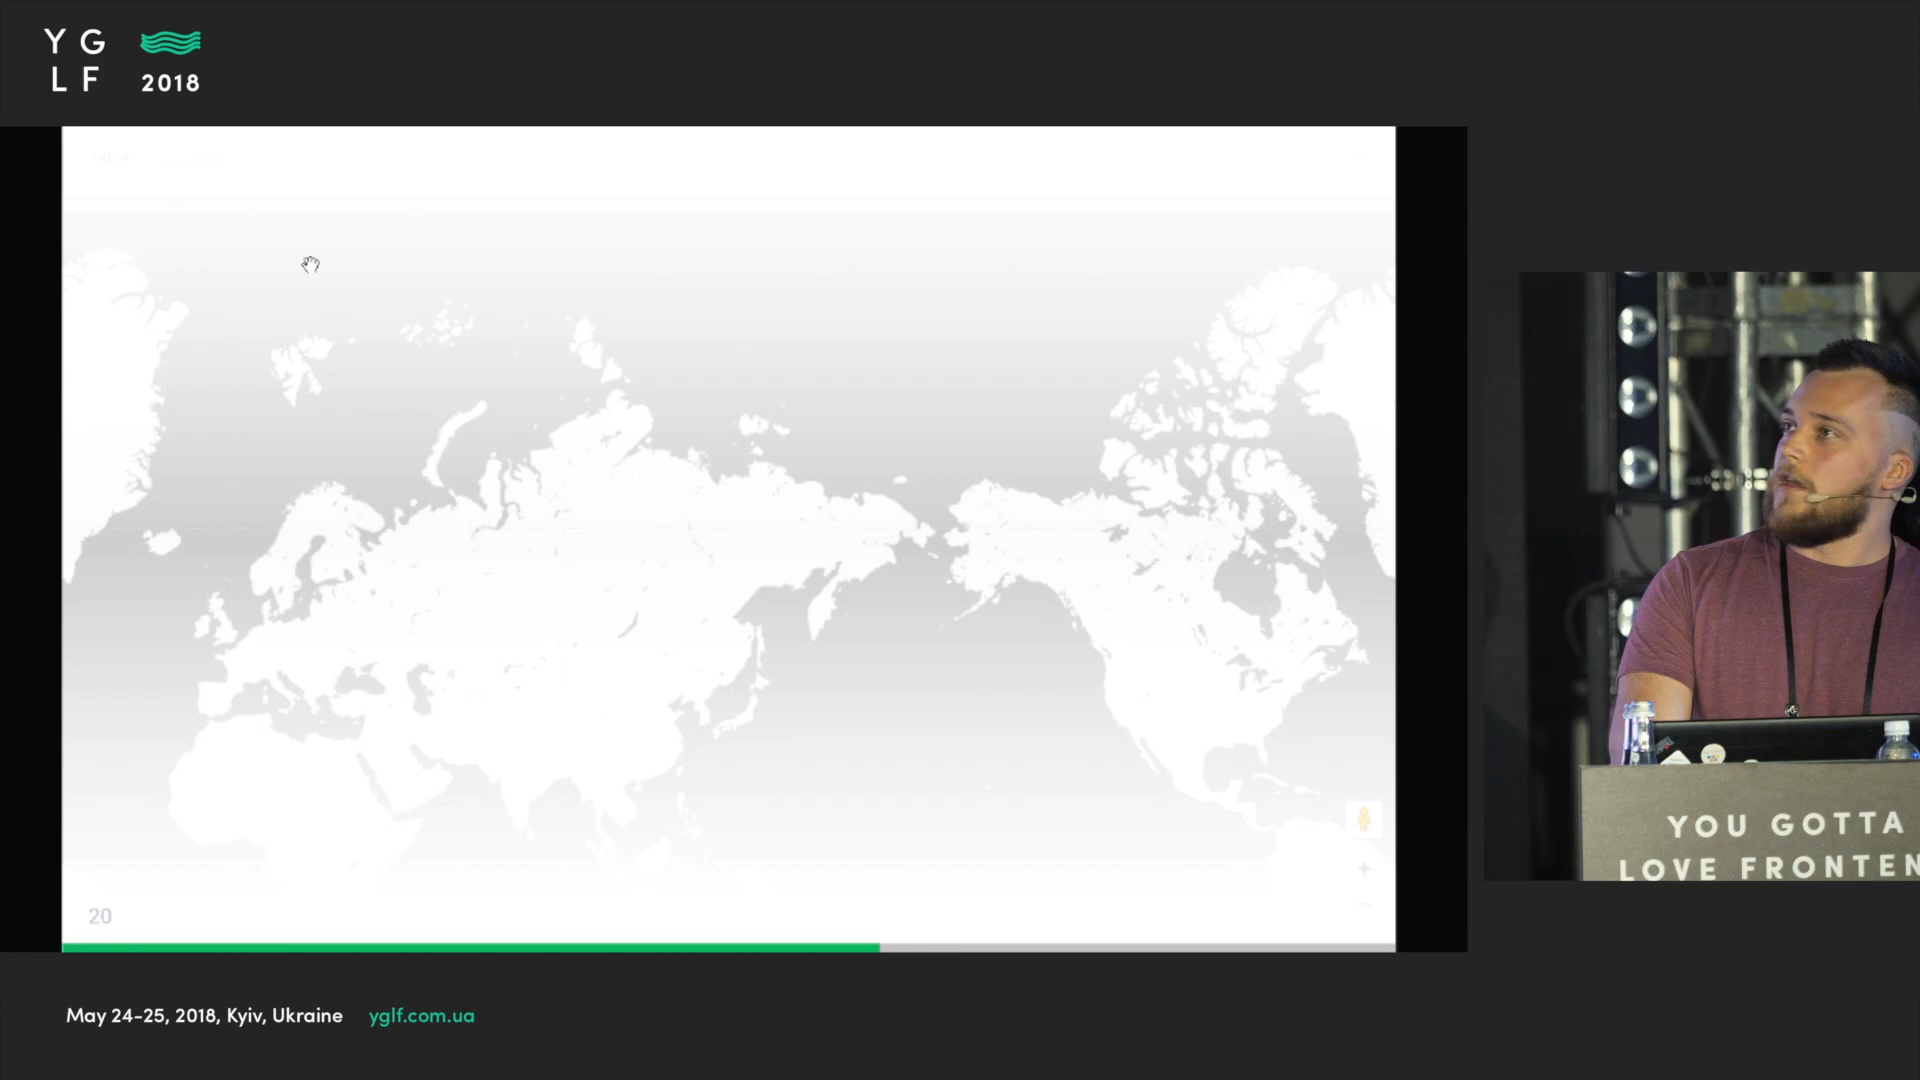 Y G
L F
2018
20
YOU GOTTA
LOVE FRONTEN
May 24-25, 2018, Kyiv, Ukraine yglf.com.ua